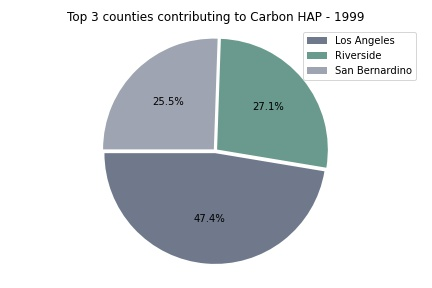 Top 3 counties contributing to Carbon HAP - 1999
Los Angeles
Riverside
San Bernardino
25.5%
27.1%
47.4%